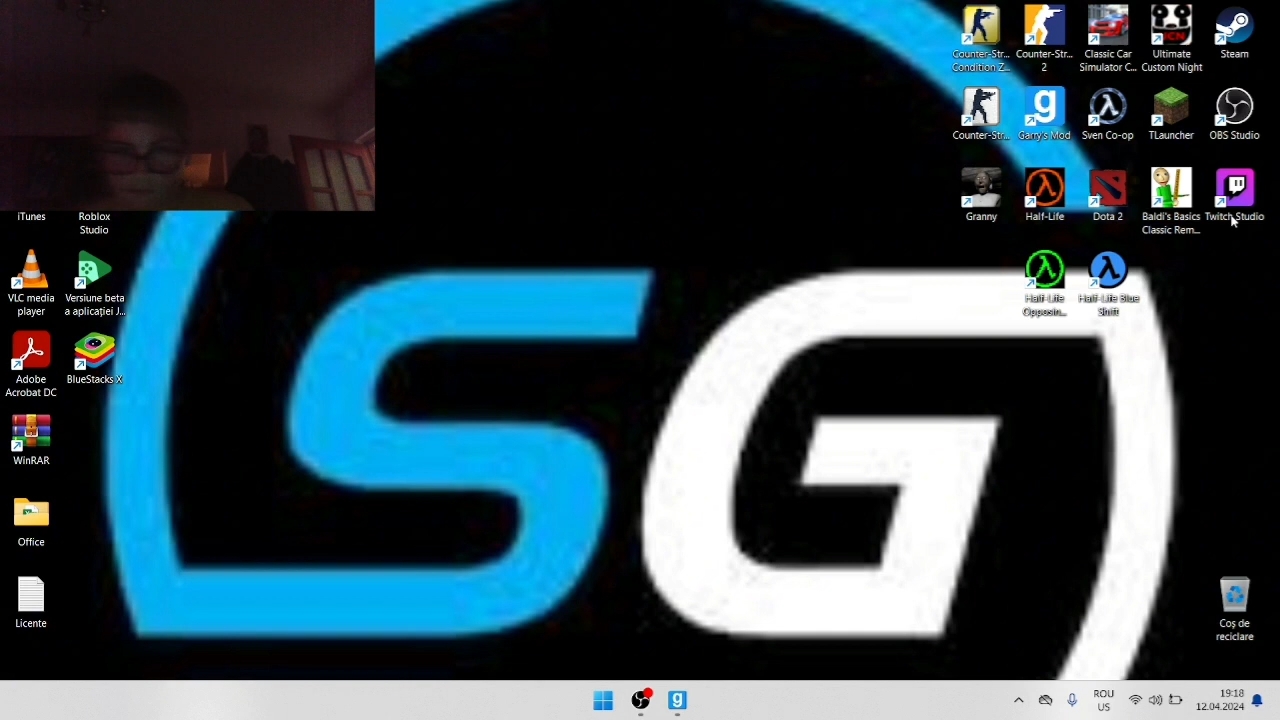 Counter-Str...
Condition Z...
Counter-Str...
2
Classic Car
Simulator C...
Ultimate
Custom Night
Steam
Counter-Str...
Garry's Mod
Sven Co-op
TLauncher
OBS Studio
Granny
Half-Life
Dota 2
Baldi's Basics
Classic Rem...
Twitch Studio
iTunes
Roblox
Studio
VLC media
player
Versiune beta
a aplicației J...
Half-Life
Opposin...
Half-Life Blue
Shift
Adobe
Acrobat DC
BlueStacks X
WinRAR
Office
Licente
Coș de
reciclare
SG
ROU
US
19:18
12.04.2024